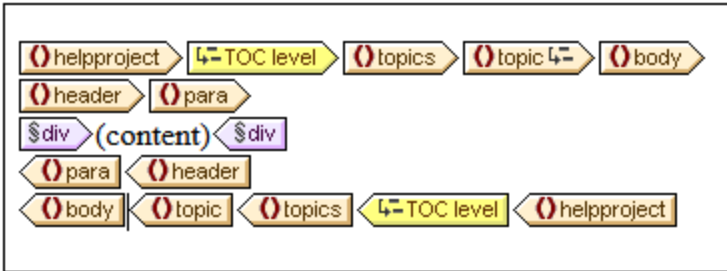 ()helpproject TOC level ()topics ()topic ()body
()header ()para
§div (content) §div
()para ()header
()body ()topic ()topics TOC level ()helpproject